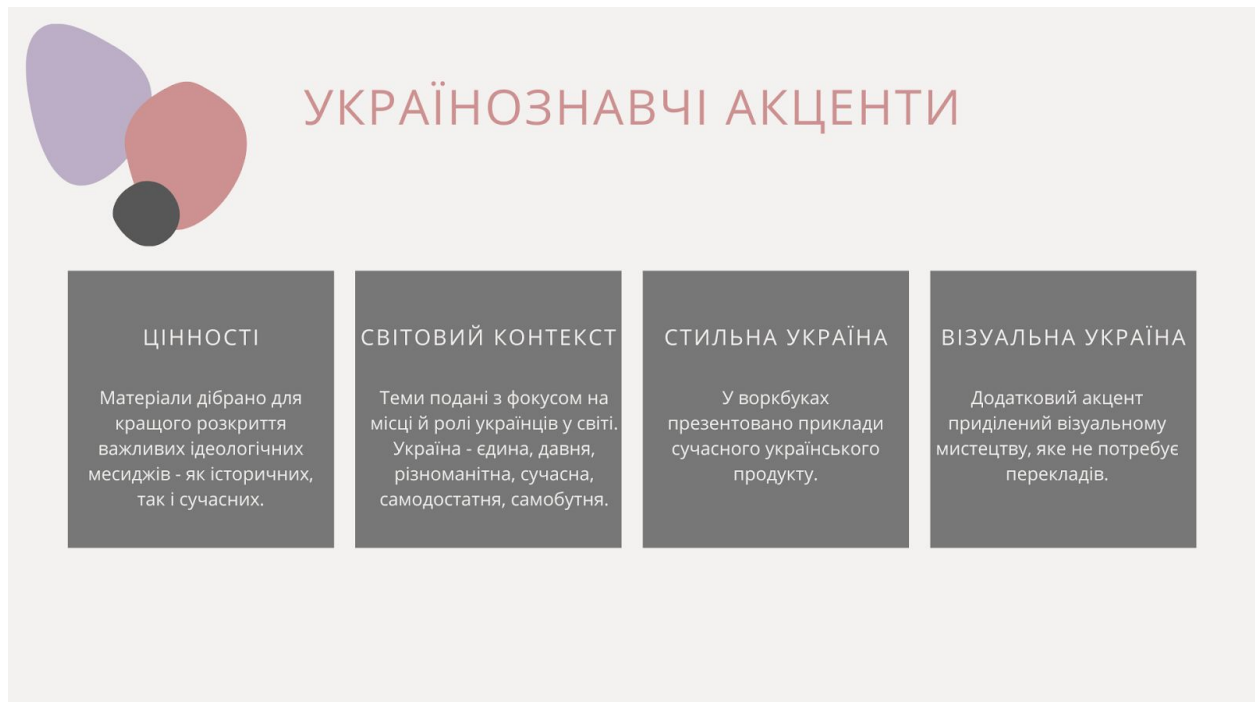 УКРАЇНОЗНАВЧІ АКЦЕНТИ
ЦІННОСТІ
Матеріали дібрано для
кращого розкриття
важливих ідеологічних
месиджів - як історичних,
так і сучасних.
СВІТОВИЙ КОНТЕКСТ
Теми подані з фокусом на
місці й ролі українців у світі.
Україна - єдина, давня,
різноманітна, сучасна,
самодостатня, самобутня.
СТИЛЬНА УКРАЇНА
У воркбуках
презентовано приклади
сучасного українського
продукту.
ВІЗУАЛЬНА УКРАЇНА
Додатковий акцент
приділений візуальному
мистецтву, яке не потребує
перекладів.